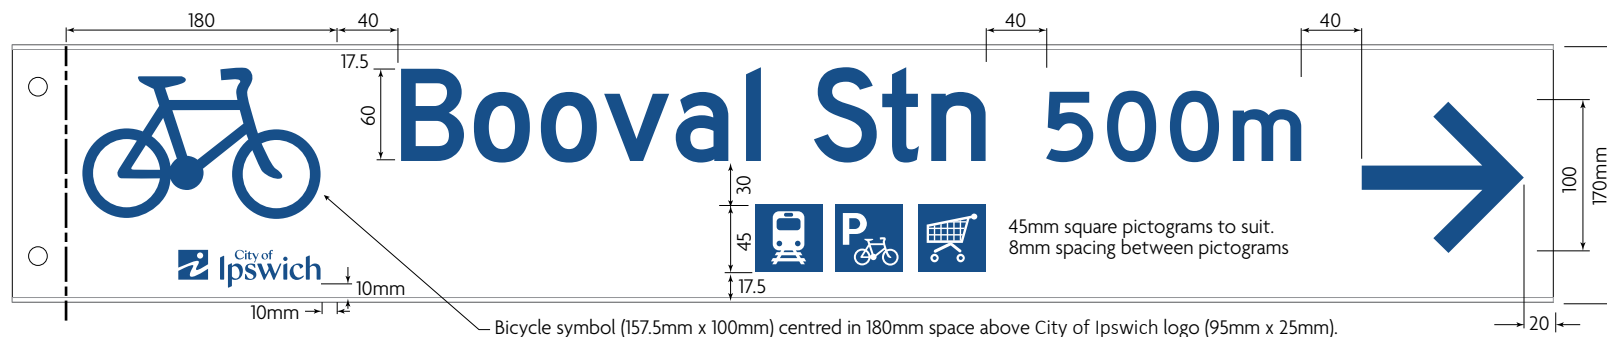 180
40
40
40
17.5
60
Booval Stn 500m
100
170mm
30
45
P
45mm square pictograms to suit.
8mm spacing between pictograms
City of
Ipswich
10mm
17.5
10mm
Bicycle symbol (157.5mm x 100mm) centred in 180mm space above City of Ipswich logo (95mm x 25mm).
20